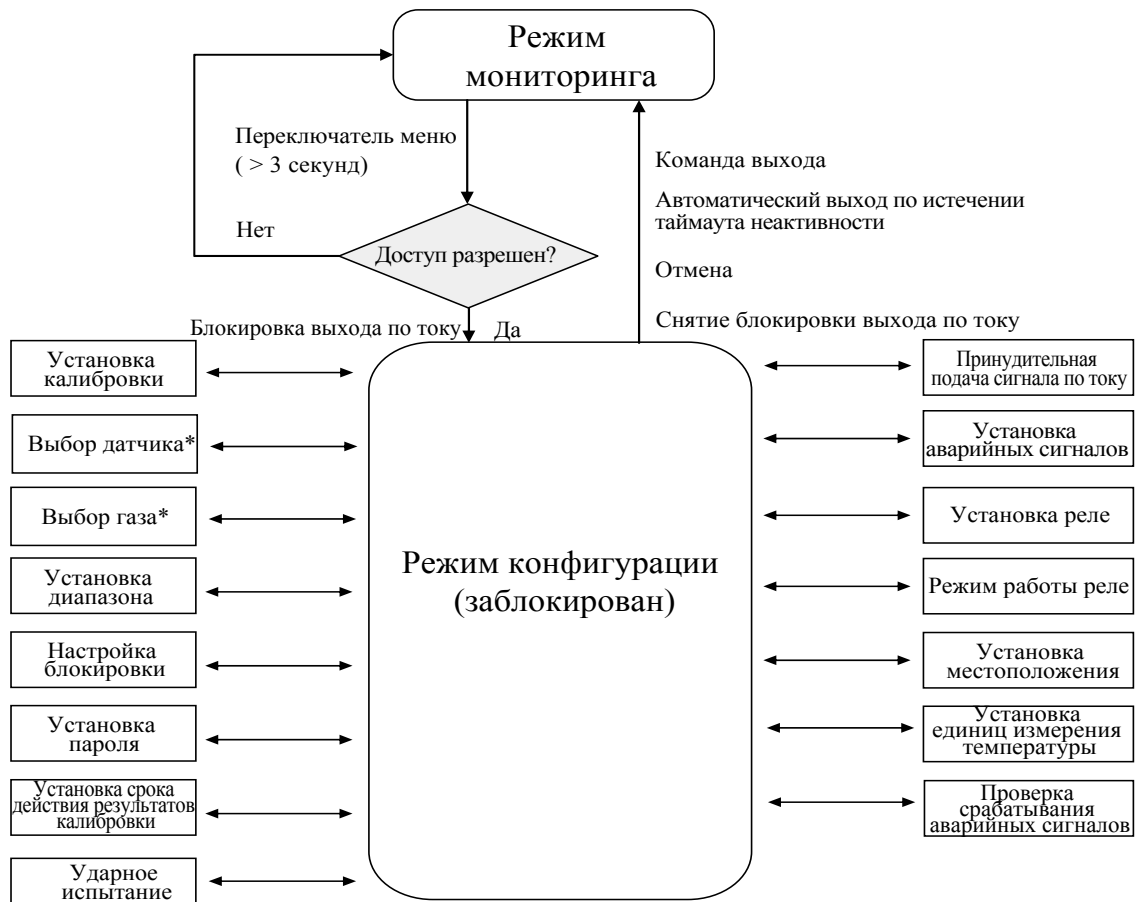 Режим
мониторинга
Переключатель меню
( > 3 секунд)
Нет
Доступ разрешен?
Команда выхода
Автоматический выход по истечении
таймаута неактивности
Отмена
Снятие блокировки выхода по току
Блокировка выхода по току
Да
Установка
калибровки
Выбор датчика*
Выбор газа*
Установка
диапазона
Настройка
блокировки
Установка
пароля
Установка срока
действия результатов
калибровки
Ударное
испытание
Режим конфигурации
(заблокирован)
Принудительная
подача сигнала по току
Установка
аварийных сигналов
Установка реле
Режим работы реле
Установка
местоположения
Установка
единиц измерения
температуры
Проверка
срабатывания
аварийных сигналов